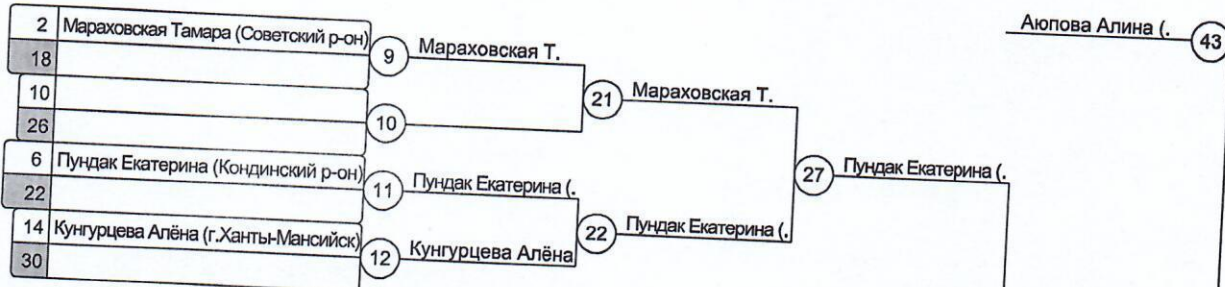 Аюпова Алина (.
43
2 Мараховская Тамара (Советский р-он)
18
9
Мараховская Т.
10
26
10
21
Мараховская Т.
6 Пундак Екатерина (Кондинский р-он)
22
11
Пундак Екатерина (.
27
Пундак Екатерина (.
14 Кунгурцева Алёна (г.Ханты-Мансийск)
30
12
Кунгурцева Алёна
22
Пундак Екатерина (.